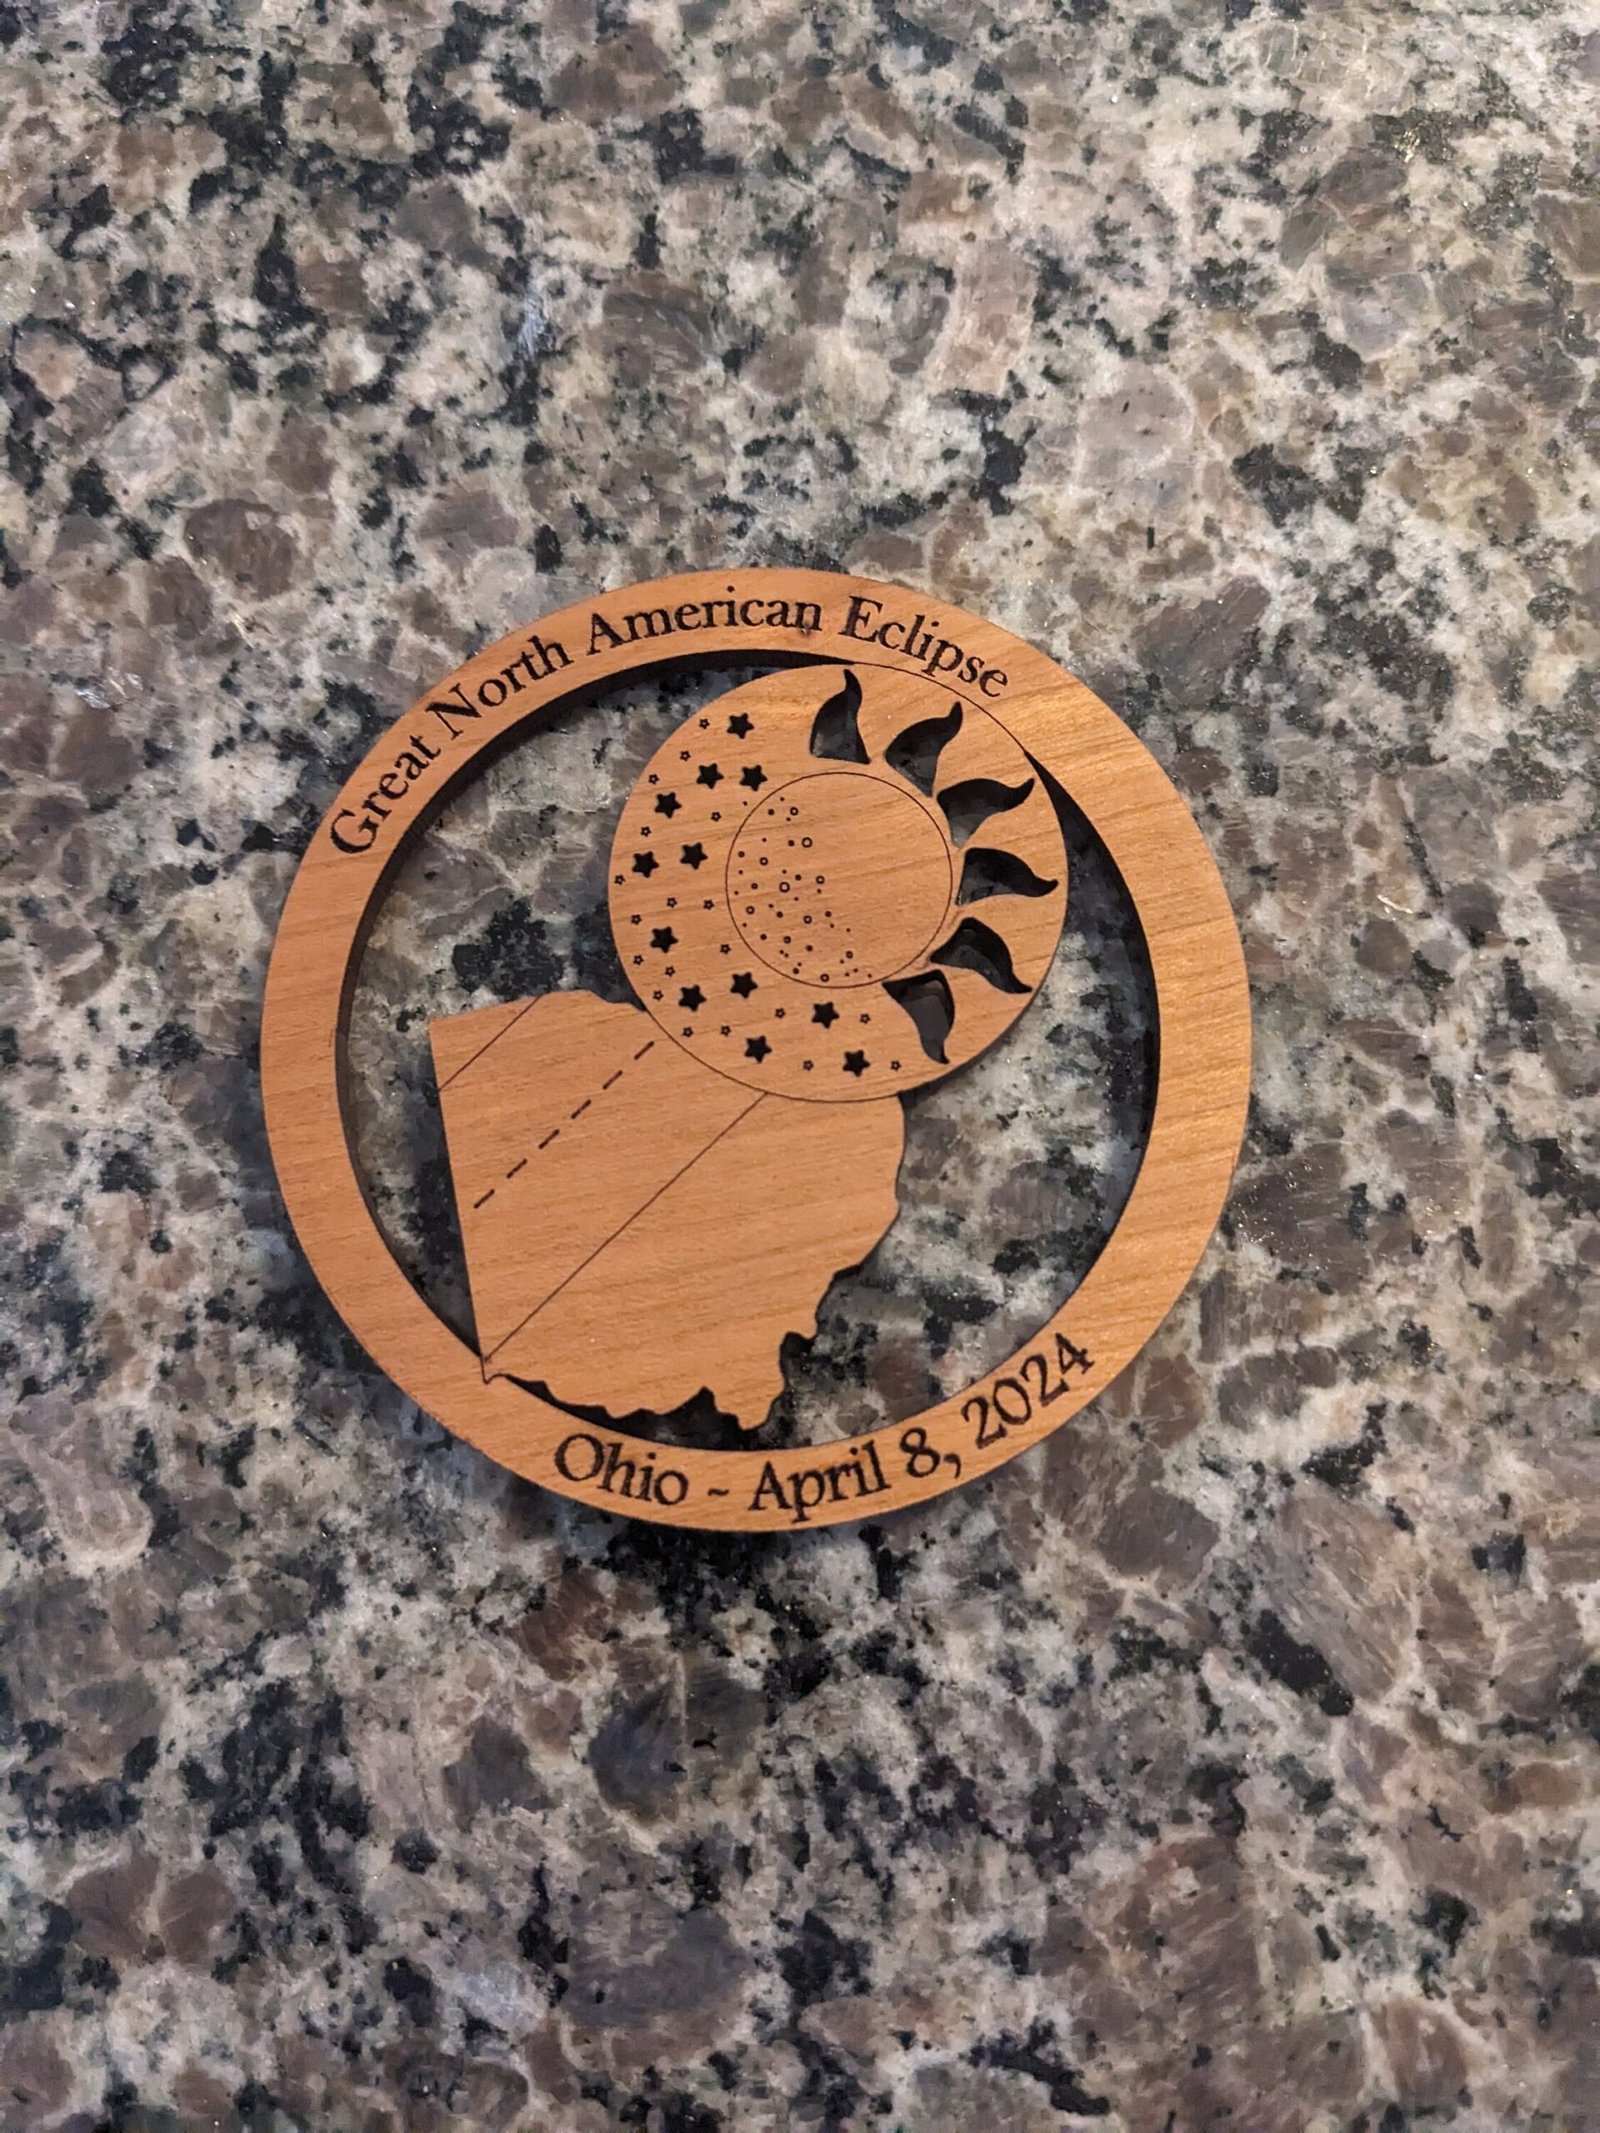 Great North American Eclipse
Ohio - April 8, 2024